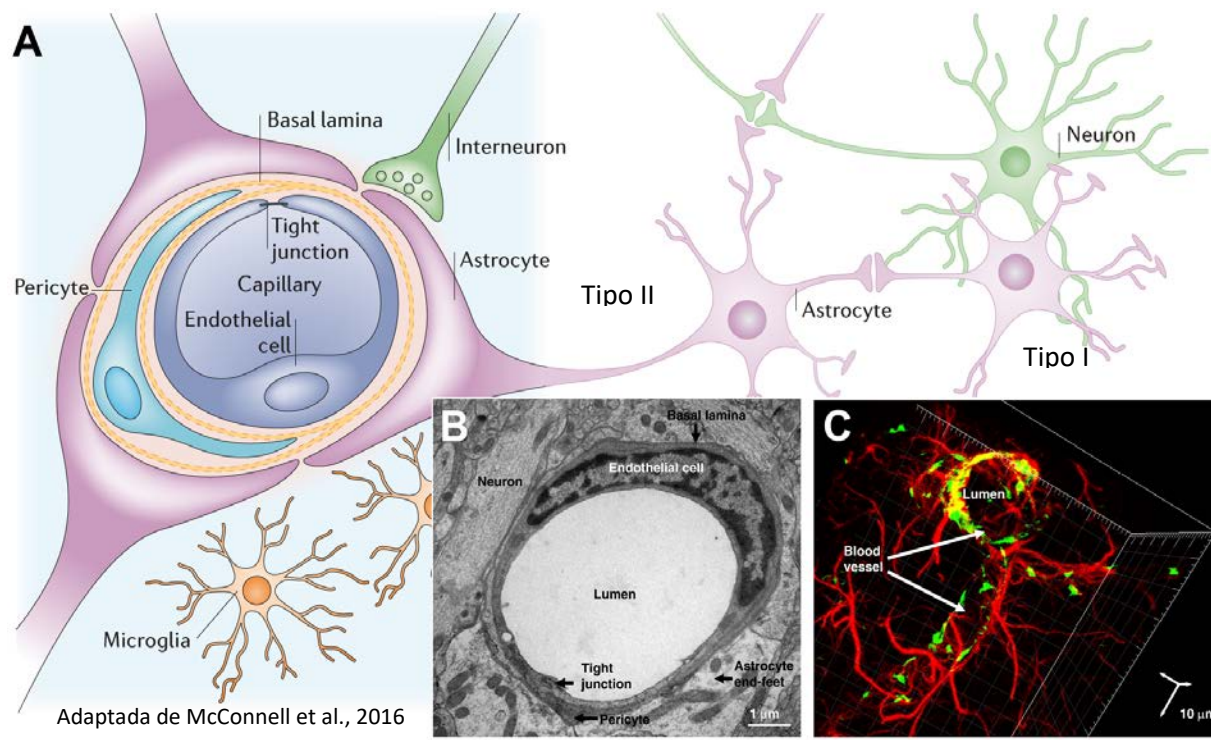 A
Basal lamina
Interneuron
Neuron
Tight
junction
Astrocyte
Pericyte
Capillary
Endothelial
cell
Tipo II
Astrocyte
Tipo I
Microglia
Adaptada de McConnell et al., 2016
B
Basal lamina
Endothelial cell
Neuron
Lumen
Tight
junction
Astrocyte
end-feet
Pericyte
1 µm
C
Lumen
Blood
vessel